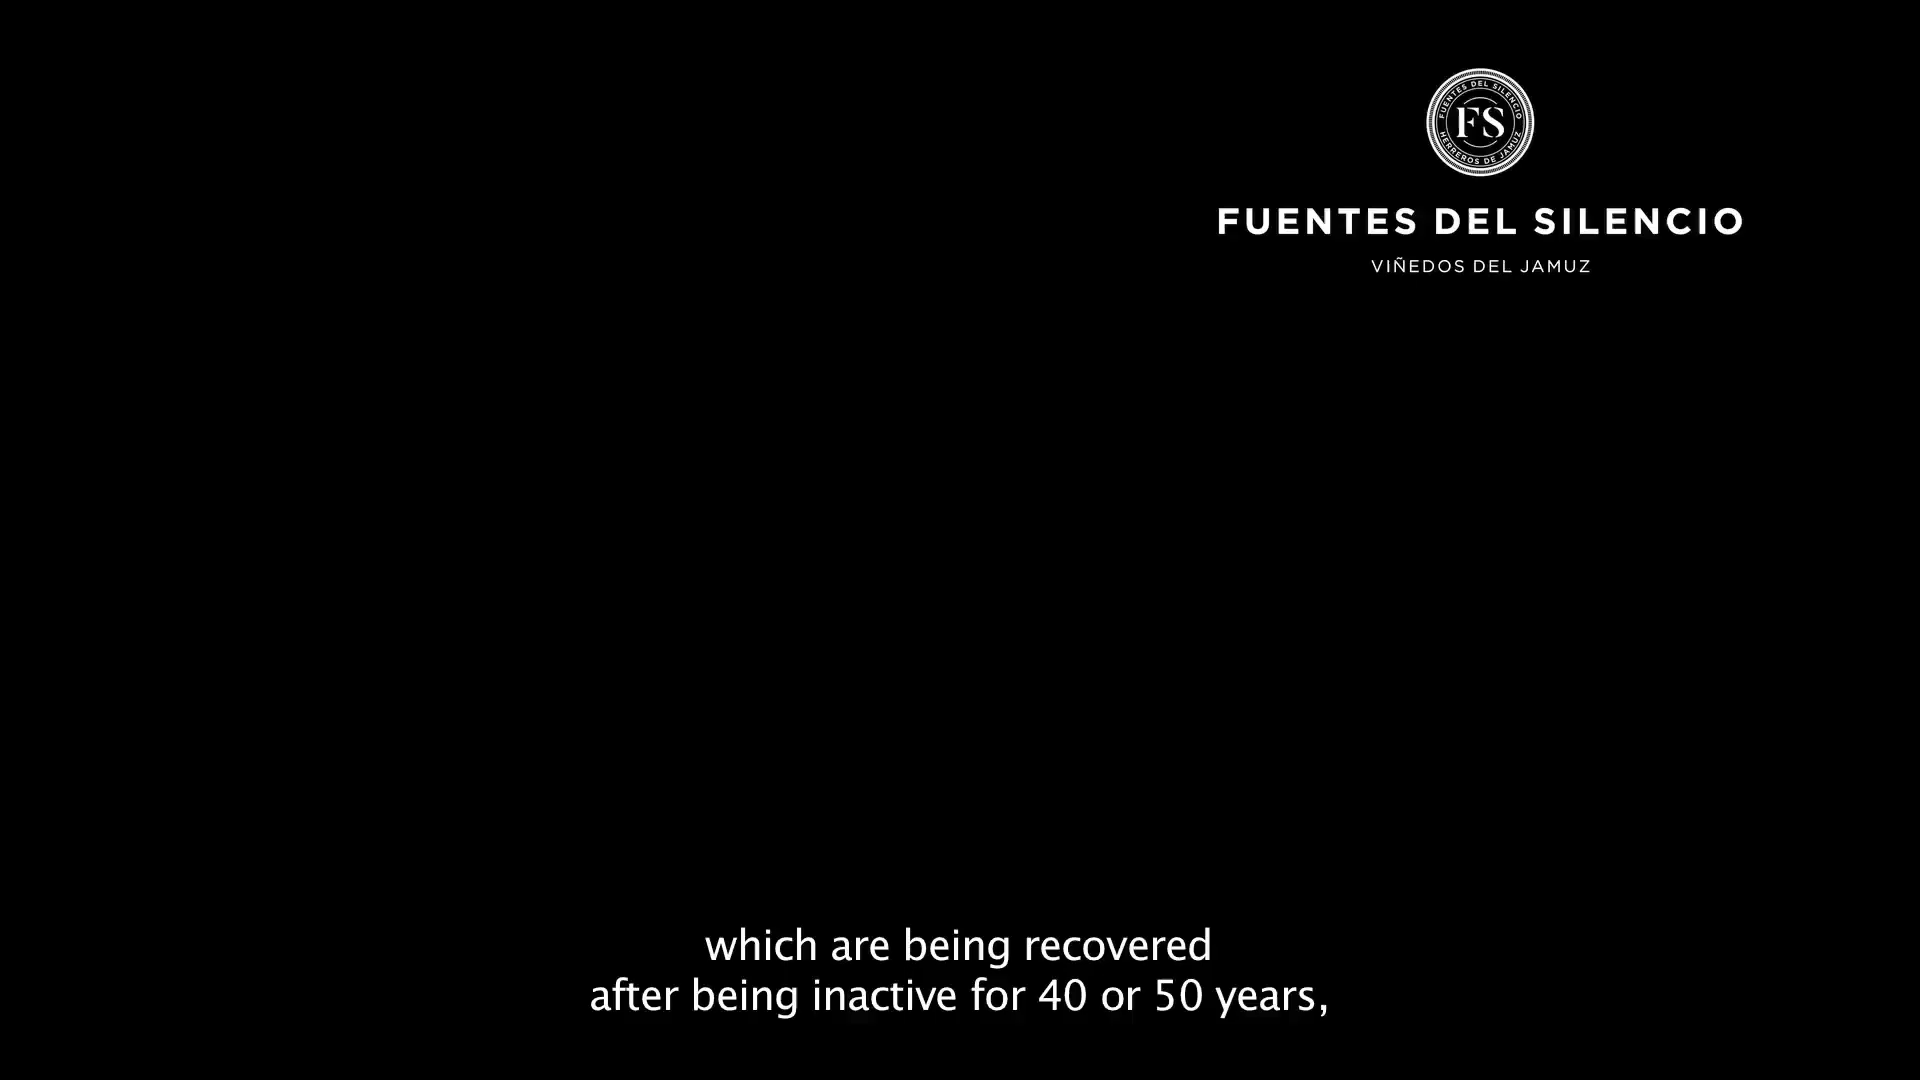 FUENTES DEL SILENCIO
FS
HERREROS DE JAMUZ
FUENTES DEL SILENCIO
VIÑEDOS DEL JAMUZ
which are being recovered
after being inactive for 40 or 50 years,